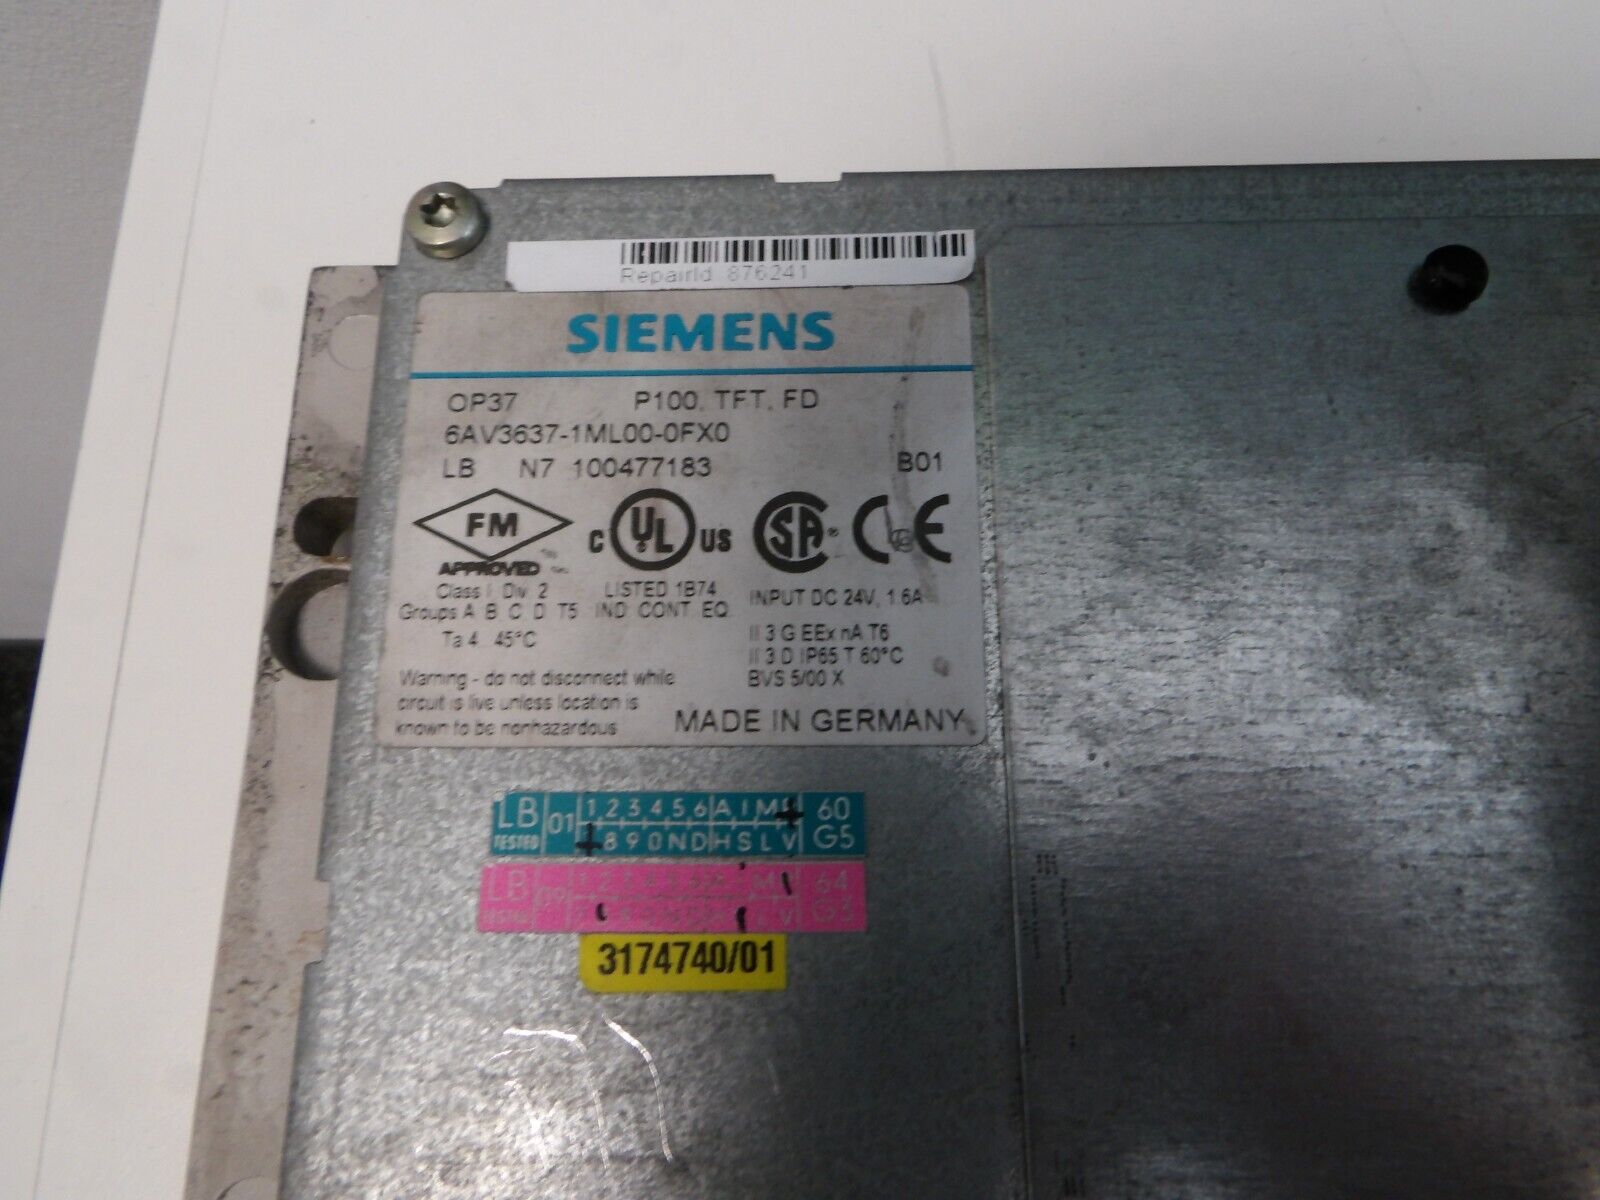 RepairId 876241
SIEMENS
OP37 P100, TFT, FD
6AV3637-1ML00-0FX0
LB N7 100477183 B01
FM
APPROVED
C UL US
SA
CE
Class I Div 2
Groups A B C D T5
Ta 4 45°C
LISTED 1B74
IND CONT EQ
INPUT DC 24V, 1.6A
II 3 G EEx nA T6
II 3 D IP65 T 60°C
BVS 5/00 X
Warning - do not disconnect while
circuit is live unless location is
known to be nonhazardous
MADE IN GERMANY
LB 01 1 2 3 4 5 6 A I M 60
TESTED 8 9 0 N D H S L V G5
LB 64
G3
3174740/01